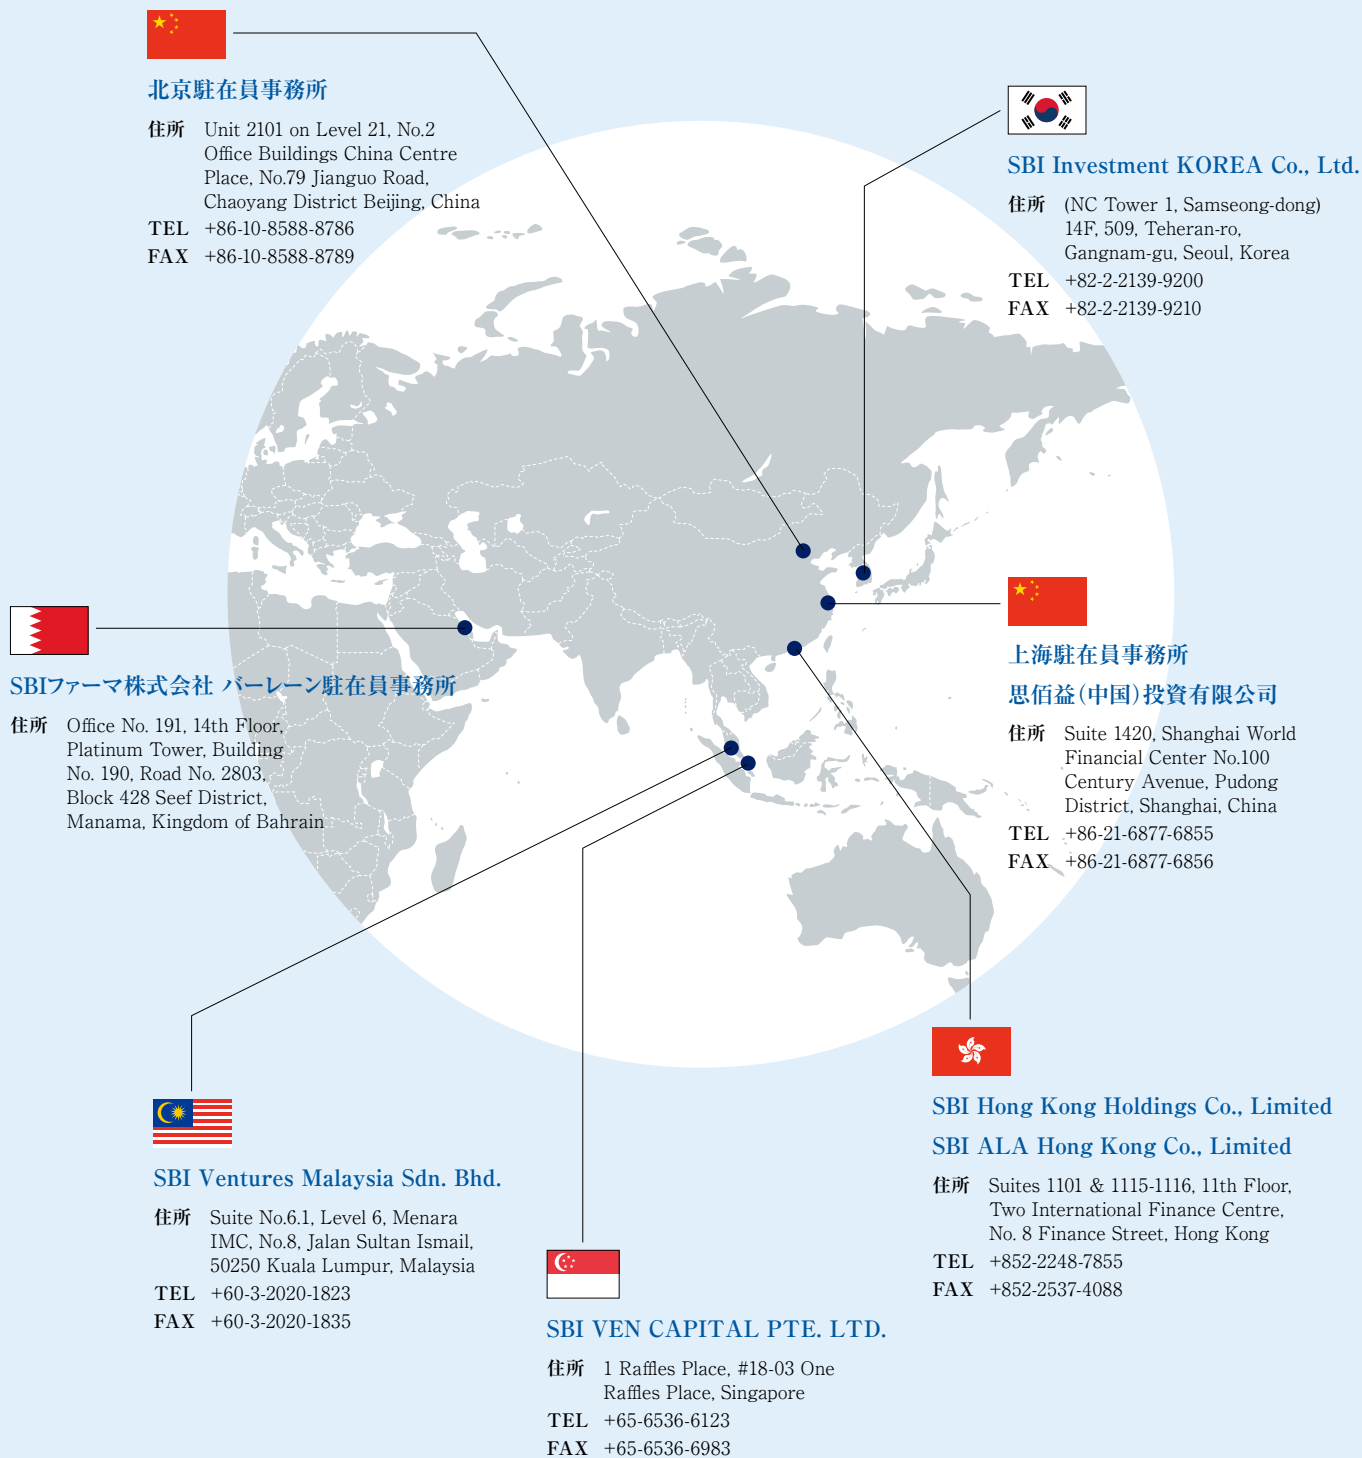 北京駐在員事務所
住所 Unit 2101 on Level 21, No.2
Office Buildings China Centre
Place, No.79 Jianguo Road,
Chaoyang District Beijing, China
TEL +86-10-8588-8786
FAX +86-10-8588-8789
SBI Investment KOREA Co., Ltd.
住所 (NC Tower 1, Samseong-dong)
14F, 509, Teheran-ro,
Gangnam-gu, Seoul, Korea
TEL +82-2-2139-9200
FAX +82-2-2139-9210
SBIファーマ株式会社 バーレーン駐在員事務所
住所 Office No. 191, 14th Floor,
Platinum Tower, Building
No. 190, Road No. 2803,
Block 428 Seef District,
Manama, Kingdom of Bahrain
上海駐在員事務所
思佰益（中国）投資有限公司
住所 Suite 1420, Shanghai World
Financial Center No.100
Century Avenue, Pudong
District, Shanghai, China
TEL +86-21-6877-6855
FAX +86-21-6877-6856
SBI Hong Kong Holdings Co., Limited
SBI ALA Hong Kong Co., Limited
住所 Suites 1101 & 1115-1116, 11th Floor,
Two International Finance Centre,
No. 8 Finance Street, Hong Kong
TEL +852-2248-7855
FAX +852-2537-4088
SBI Ventures Malaysia Sdn. Bhd.
住所 Suite No.6.1, Level 6, Menara
IMC, No.8, Jalan Sultan Ismail,
50250 Kuala Lumpur, Malaysia
TEL +60-3-2020-1823
FAX +60-3-2020-1835
SBI VEN CAPITAL PTE. LTD.
住所 1 Raffles Place, #18-03 One
Raffles Place, Singapore
TEL +65-6536-6123
FAX +65-6536-6983